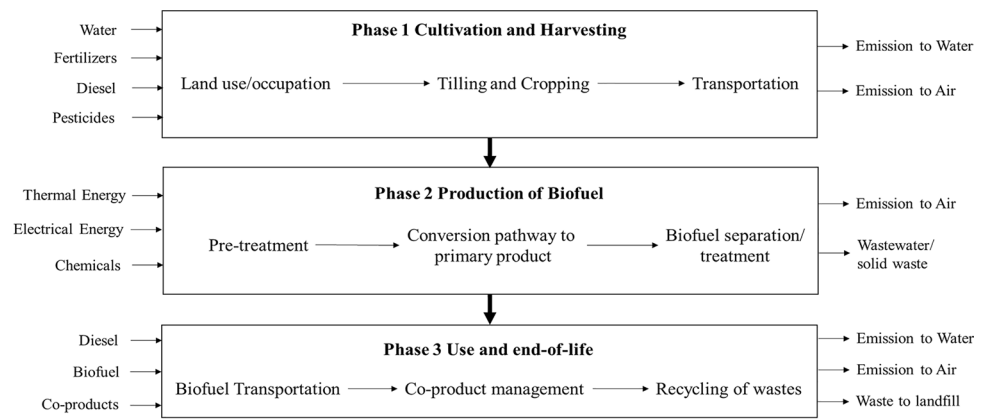 Phase 1 Cultivation and Harvesting
Water
Fertilizers
Diesel
Pesticides
Land use/occupation
Tilling and Cropping
Transportation
Emission to Water
Emission to Air
Phase 2 Production of Biofuel
Thermal Energy
Electrical Energy
Chemicals
Pre-treatment
Conversion pathway to
primary product
Biofuel separation/
treatment
Emission to Air
Wastewater/
solid waste
Phase 3 Use and end-of-life
Diesel
Biofuel
Co-products
Biofuel Transportation
Co-product management
Recycling of wastes
Emission to Water
Emission to Air
Waste to landfill